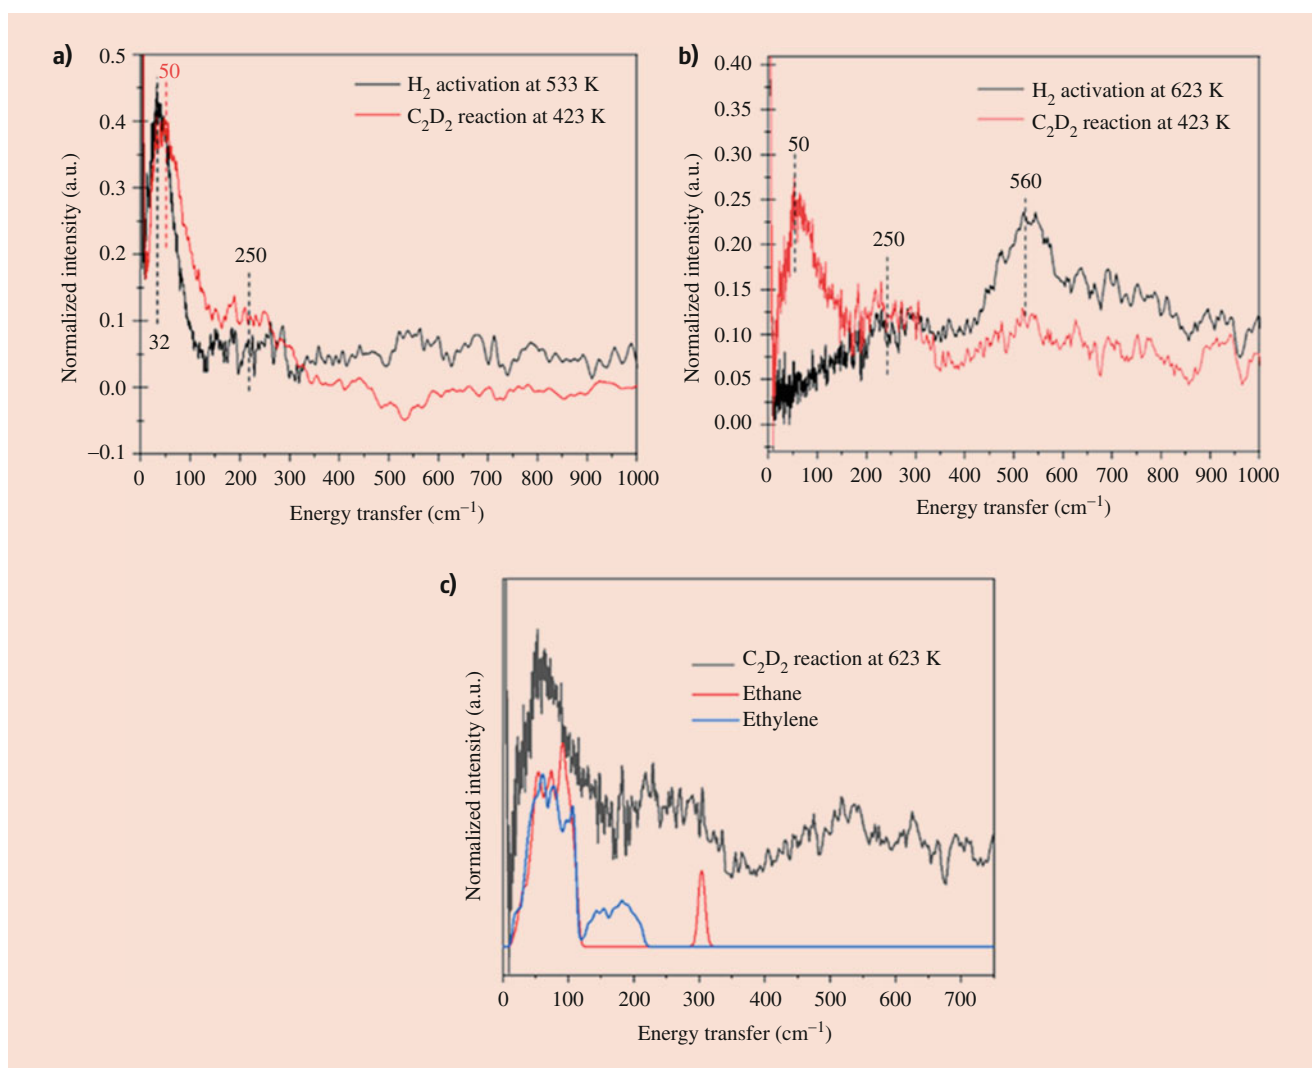 a)
0.5
0.4
0.3
0.2
0.1
0.0
–0.1
Normalized intensity (a.u.)
50
32
250
H₂ activation at 533 K
C₂D₂ reaction at 423 K
0 100 200 300 400 500 600 700 800 900 1000
Energy transfer (cm⁻¹)
b)
0.40
0.35
0.30
0.25
0.20
0.15
0.10
0.05
0.00
Normalized intensity (a.u.)
50
250
560
H₂ activation at 623 K
C₂D₂ reaction at 423 K
0 100 200 300 400 500 600 700 800 900 1000
Energy transfer (cm⁻¹)
c)
Normalized intensity (a.u.)
C₂D₂ reaction at 623 K
Ethane
Ethylene
0 100 200 300 400 500 600 700
Energy transfer (cm⁻¹)